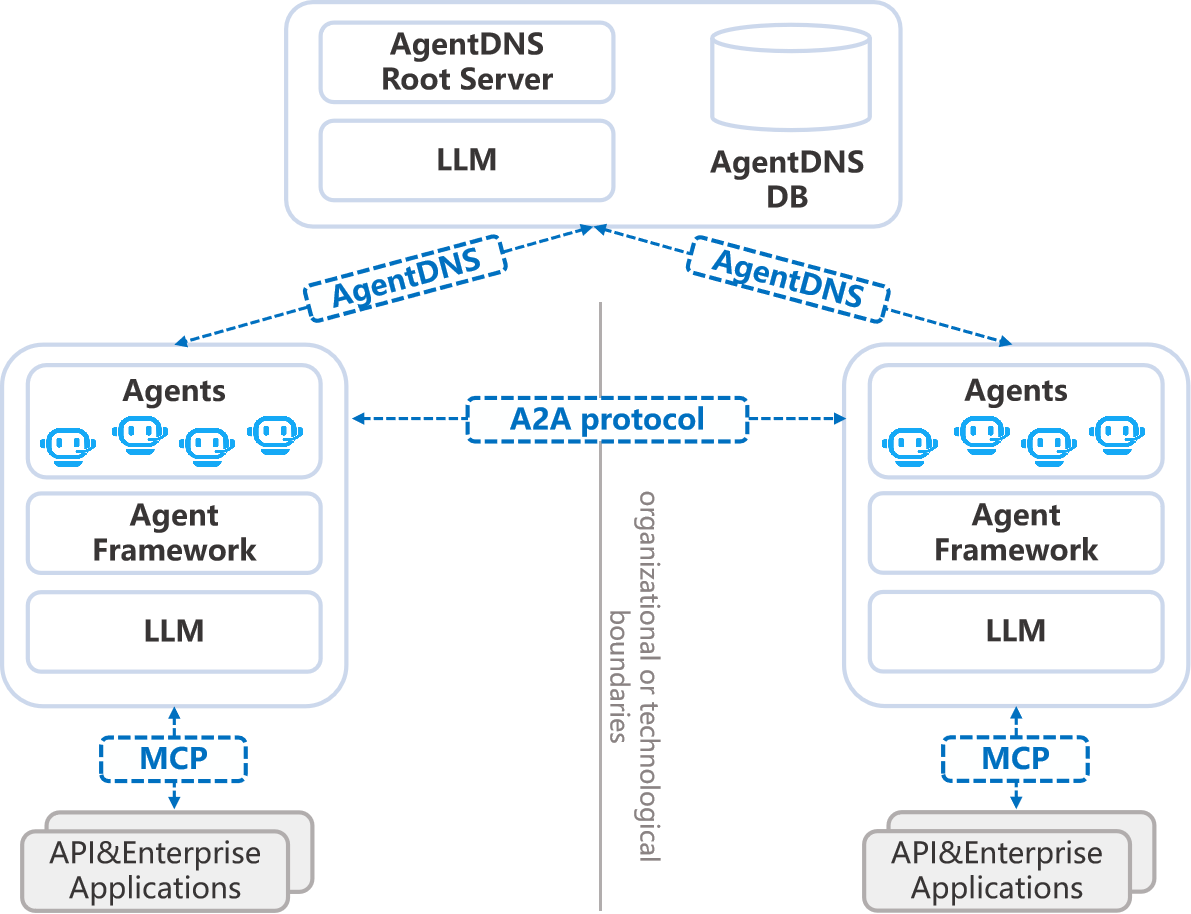 AgentDNS
Root Server
LLM
AgentDNS
DB
AgentDNS
AgentDNS
Agents
Agent
Framework
LLM
MCP
API&Enterprise
Applications
A2A protocol
organizational or technological
boundaries
Agents
Agent
Framework
LLM
MCP
API&Enterprise
Applications